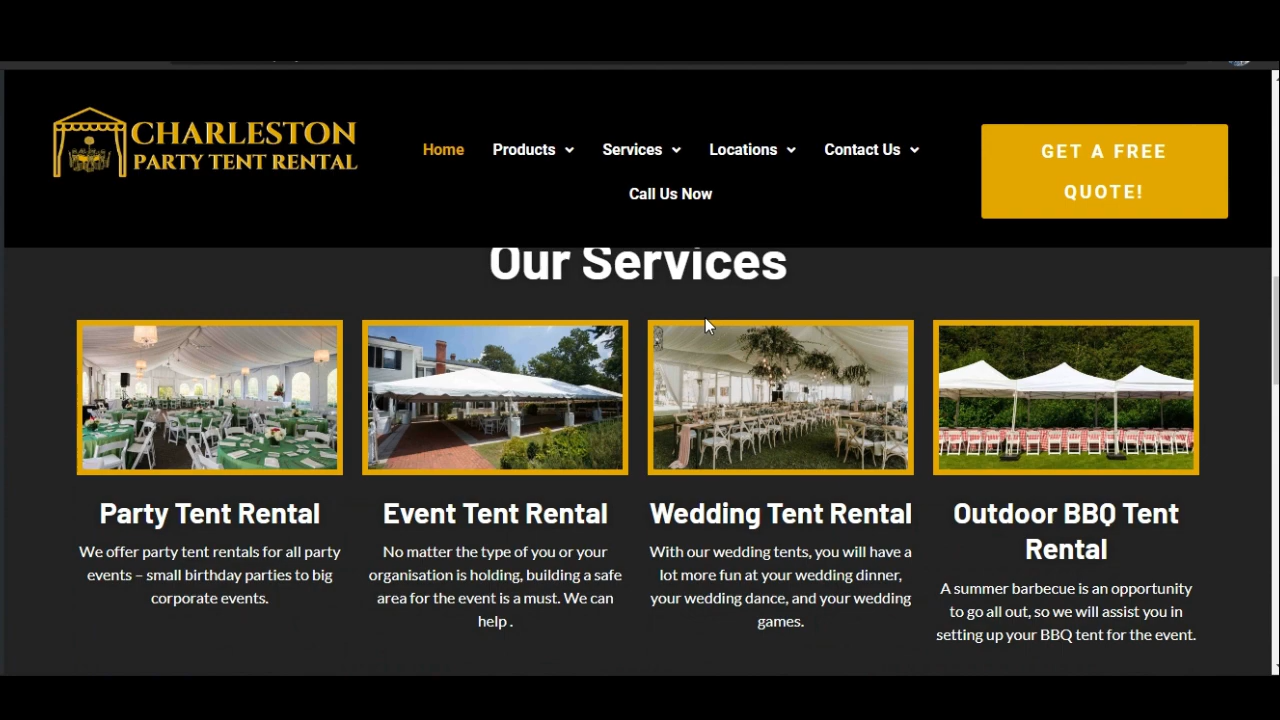 CHARLESTON
PARTY TENT RENTAL
Home Products Services Locations Contact Us
Call Us Now
GET A FREE
QUOTE!
Our Services
Party Tent Rental
We offer party tent rentals for all party
events – small birthday parties to big
corporate events.
Event Tent Rental
No matter the type of you or your
organisation is holding, building a safe
area for the event is a must. We can
help .
Wedding Tent Rental
With our wedding tents, you will have a
lot more fun at your wedding dinner,
your wedding dance, and your wedding
games.
Outdoor BBQ Tent
Rental
A summer barbecue is an opportunity
to go all out, so we will assist you in
setting up your BBQ tent for the event.